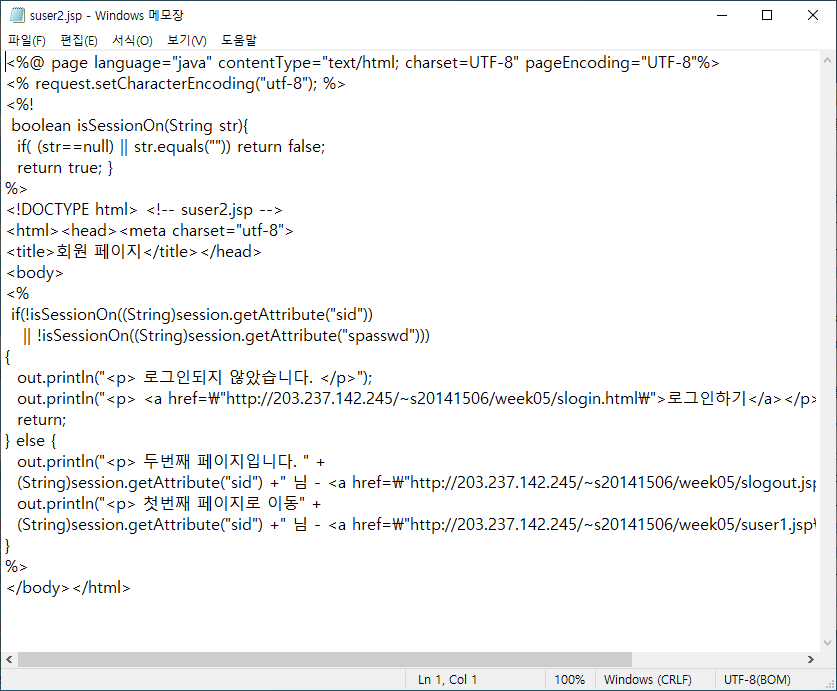 suser2.jsp - Windows 메모장
파일(F) 편집(E) 서식(O) 보기(V) 도움말
<%@ page language="java" contentType="text/html; charset=UTF-8" pageEncoding="UTF-8"%>
<% request.setCharacterEncoding("utf-8"); %>
<%!
boolean isSessionOn(String str){
if( (str==null) || str.equals("")) return false;
return true; }
%>
<!DOCTYPE html> <!-- suser2.jsp -->
<html><head><meta charset="utf-8">
<title>회원 페이지</title></head>
<body>
<%
if(!isSessionOn((String)session.getAttribute("sid"))
|| !isSessionOn((String)session.getAttribute("spasswd")))
{
out.println("<p> 로그인되지 않았습니다. </p>");
out.println("<p> <a href=₩"http://203.237.142.245/~s20141506/week05/slogin.html₩">로그인하기</a></p>
return;
} else {
out.println("<p> 두번째 페이지입니다. " +
(String)session.getAttribute("sid") +" 님 - <a href=₩"http://203.237.142.245/~s20141506/week05/slogout.jsp
out.println("<p> 첫번째 페이지로 이동" +
(String)session.getAttribute("sid") +" 님 - <a href=₩"http://203.237.142.245/~s20141506/week05/suser1.jsp₩
}
%>
</body></html>
Ln 1, Col 1 100% Windows (CRLF) UTF-8(BOM)